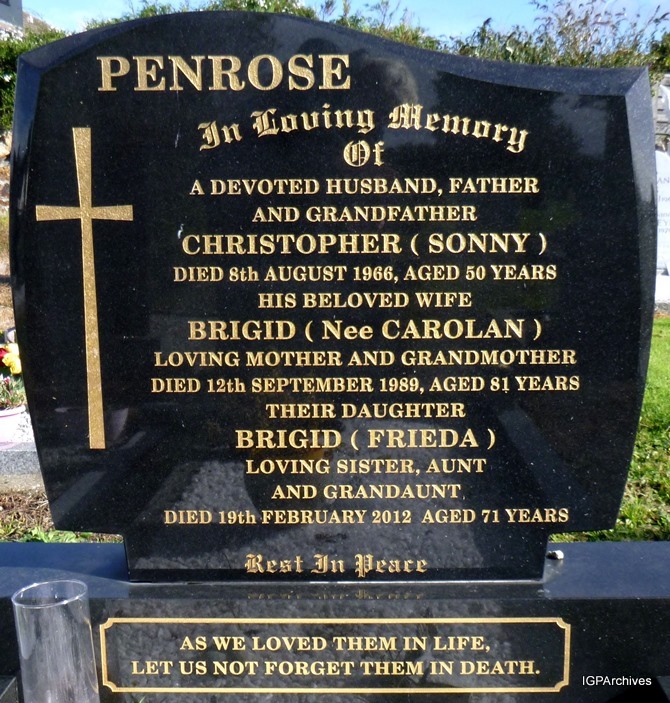 PENROSE
In Loving Memory
Of
A DEVOTED HUSBAND, FATHER
AND GRANDFATHER
CHRISTOPHER ( SONNY )
DIED 8th AUGUST 1966, AGED 50 YEARS
HIS BELOVED WIFE
BRIGID ( Nee CAROLAN )
LOVING MOTHER AND GRANDMOTHER
DIED 12th SEPTEMBER 1989, AGED 81 YEARS
THEIR DAUGHTER
BRIGID ( FRIEDA )
LOVING SISTER, AUNT
AND GRANDAUNT
DIED 19th FEBRUARY 2012 AGED 71 YEARS
Rest In Peace
AS WE LOVED THEM IN LIFE,
LET US NOT FORGET THEM IN DEATH.
IGPArchives